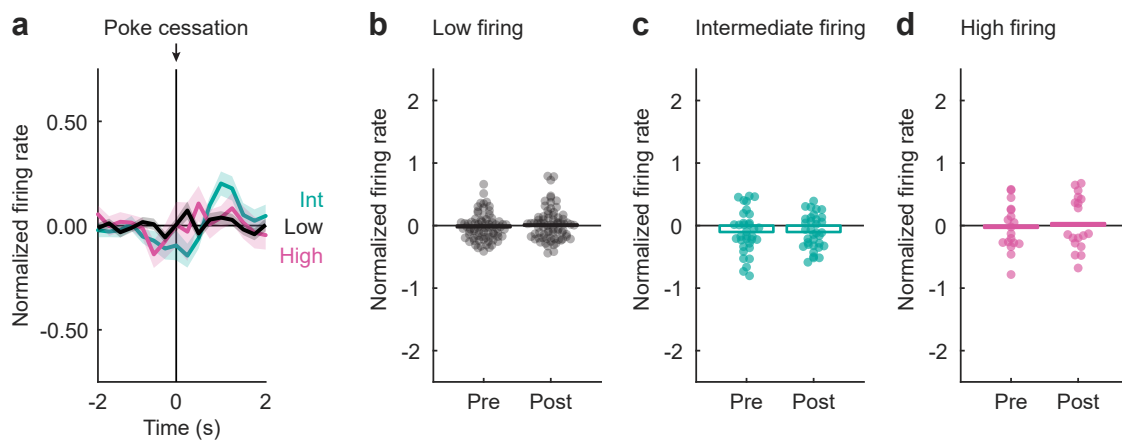 a
Poke cessation
Normalized firing rate
0.50
0.00
-0.50
-2
0
2
Time (s)
Int
Low
High
b
Low firing
Normalized firing rate
2
1
0
-1
-2
Pre
Post
c
Intermediate firing
Normalized firing rate
2
1
0
-1
-2
Pre
Post
d
High firing
Normalized firing rate
2
1
0
-1
-2
Pre
Post